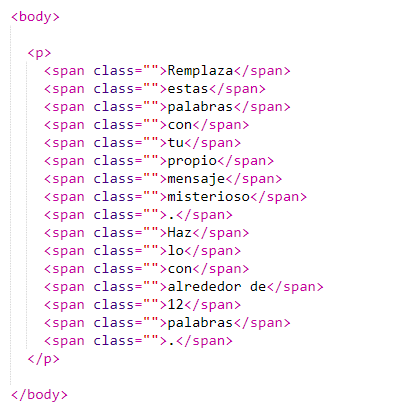 <body>
<p>
<span class="">Remplaza</span>
<span class="">estas</span>
<span class="">palabras</span>
<span class="">con</span>
<span class="">tu</span>
<span class="">propio</span>
<span class="">mensaje</span>
<span class="">misterioso</span>
<span class="">.</span>
<span class="">Haz</span>
<span class="">lo</span>
<span class="">con</span>
<span class="">alrededor de</span>
<span class="">12</span>
<span class="">palabras</span>
<span class="">.</span>
</p>
</body>